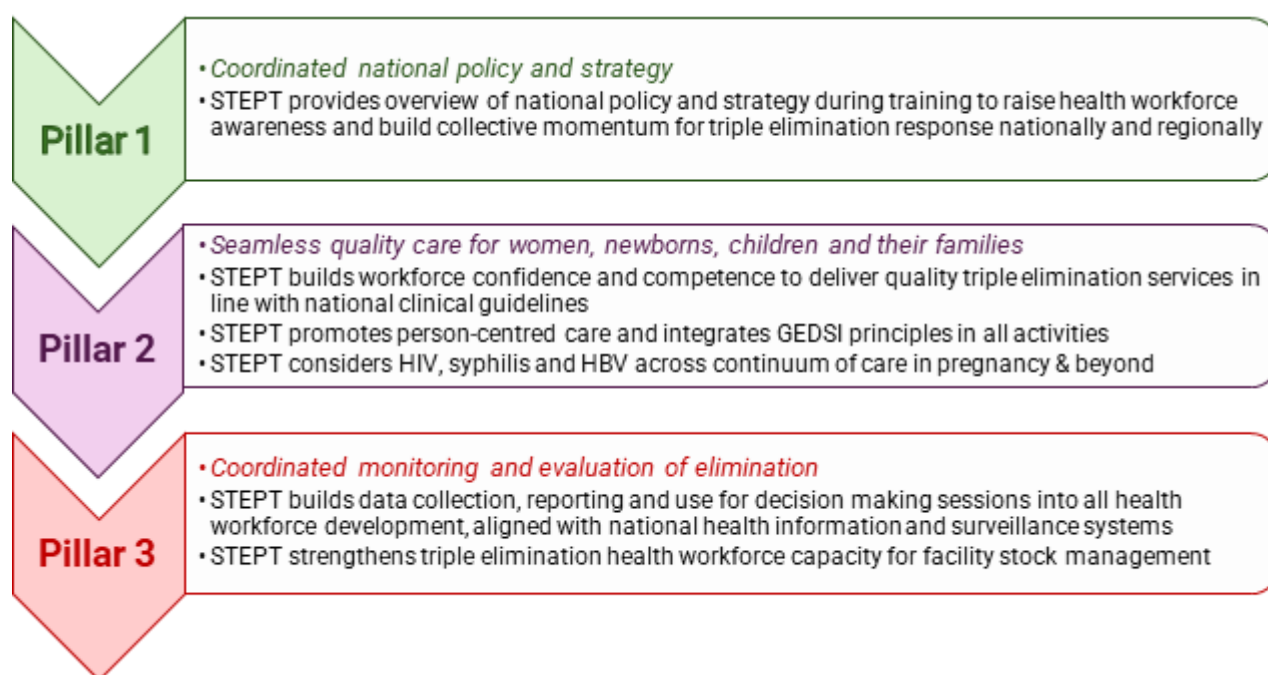 Pillar 1
• Coordinated national policy and strategy
• STEPT provides overview of national policy and strategy during training to raise health workforce
awareness and build collective momentum for triple elimination response nationally and regionally
Pillar 2
• Seamless quality care for women, newborns, children and their families
• STEPT builds workforce confidence and competence to deliver quality triple elimination services in
line with national clinical guidelines
• STEPT promotes person-centred care and integrates GEDSI principles in all activities
• STEPT considers HIV, syphilis and HBV across continuum of care in pregnancy & beyond
Pillar 3
• Coordinated monitoring and evaluation of elimination
• STEPT builds data collection, reporting and use for decision making sessions into all health
workforce development, aligned with national health information and surveillance systems
• STEPT strengthens triple elimination health workforce capacity for facility stock management